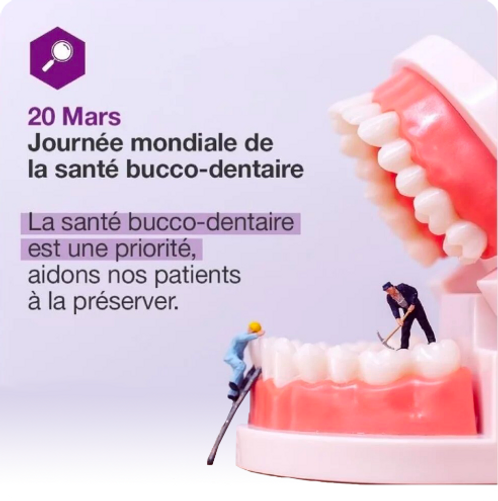 20 Mars
Journée mondiale de
la santé bucco-dentaire
La santé bucco-dentaire
est une priorité,
aidons nos patients
à la préserver.